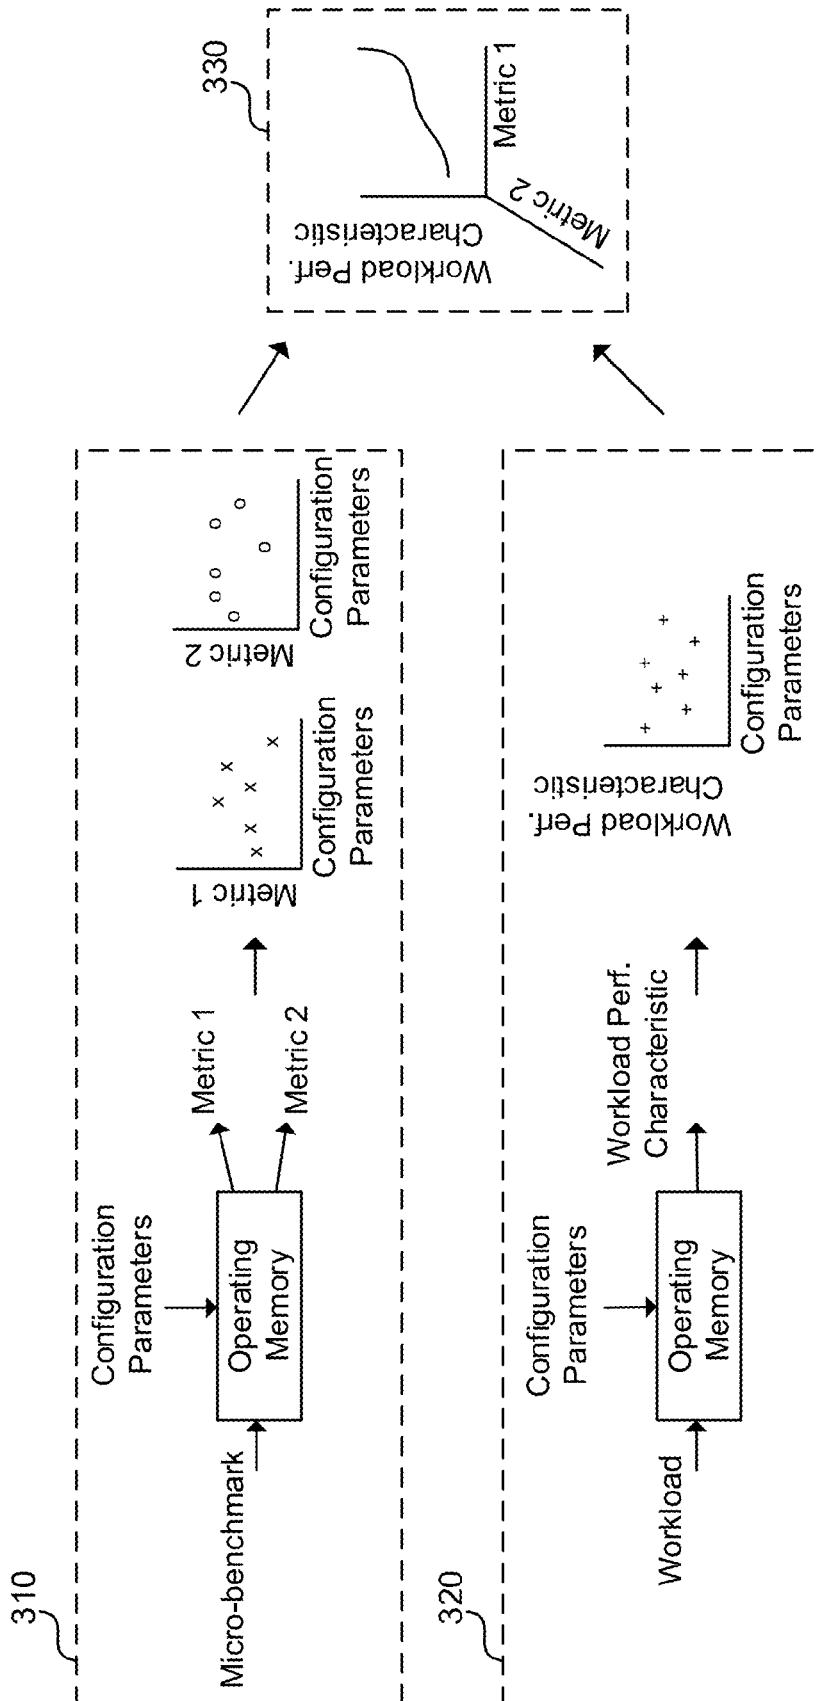 310
Micro-benchmark
Configuration
Parameters
Operating
Memory
Metric 1
Metric 2
Metric 1
Configuration
Parameters
Metric 2
Configuration
Parameters
320
Workload
Configuration
Parameters
Operating
Memory
Workload Perf.
Characteristic
Workload Perf.
Characteristic
Configuration
Parameters
330
Workload Perf.
Characteristic
Metric 1
Metric 2